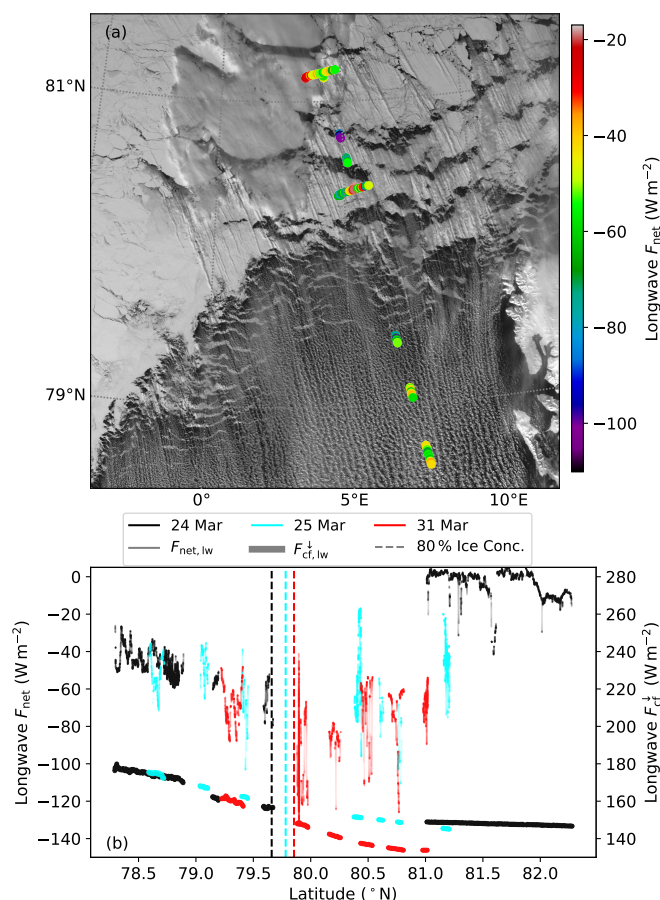 (a)
81°N
79°N
0°
5°E
10°E
−20
−40
−60
−80
−100
Longwave F_net (W m⁻²)
24 Mar
25 Mar
31 Mar
F_net, lw
F↓_cf, lw
80 % Ice Conc.
0
−20
−40
−60
−80
−100
−120
−140
Longwave F_net (W m⁻²)
280
260
240
220
200
180
160
140
Longwave F↓_cf (W m⁻²)
(b)
78.5 79.0 79.5 80.0 80.5 81.0 81.5 82.0
Latitude (°N)